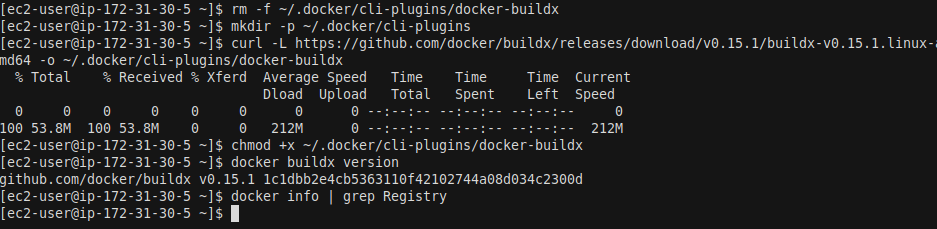 [ec2-user@ip-172-31-30-5 ~]$ rm -f ~/.docker/cli-plugins/docker-buildx
[ec2-user@ip-172-31-30-5 ~]$ mkdir -p ~/.docker/cli-plugins
[ec2-user@ip-172-31-30-5 ~]$ curl -L https://github.com/docker/buildx/releases/download/v0.15.1/buildx-v0.15.1.linux-a
md64 -o ~/.docker/cli-plugins/docker-buildx
  % Total    % Received % Xferd  Average Speed   Time    Time     Time  Current
                                 Dload  Upload   Total   Spent    Left  Speed
  0     0    0     0    0     0      0      0 --:--:-- --:--:-- --:--:--     0
100 53.8M  100 53.8M    0     0   212M      0 --:--:-- --:--:-- --:--:--  212M
[ec2-user@ip-172-31-30-5 ~]$ chmod +x ~/.docker/cli-plugins/docker-buildx
[ec2-user@ip-172-31-30-5 ~]$ docker buildx version
github.com/docker/buildx v0.15.1 1c1dbb2e4cb5363110f42102744a08d034c2300d
[ec2-user@ip-172-31-30-5 ~]$ docker info | grep Registry
[ec2-user@ip-172-31-30-5 ~]$